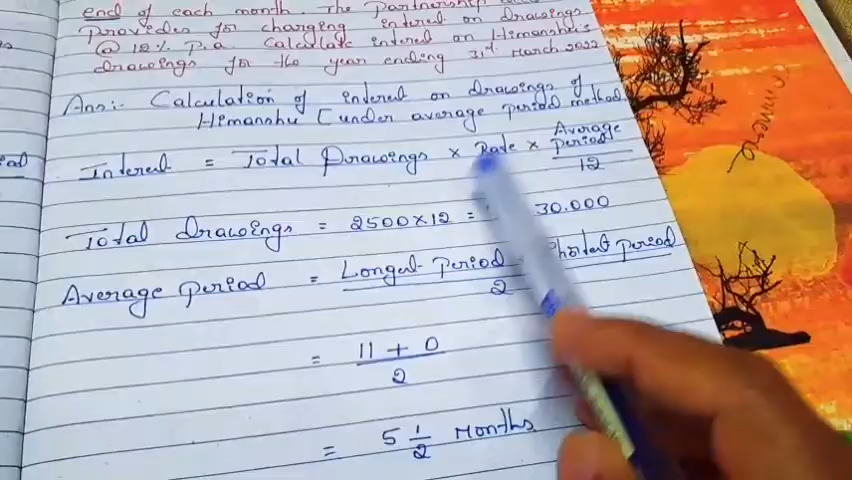 end of each month. The Partnership
Provides for charging interest on drawings
@ 12% P.a. Calculate interest on Himanshu's
drawings for the year ending 31st March 2022
Ans:- Calculation of interest on drawings of
Himanshu [under average period method
Interest = Total Drawings × Rate × Average Period / 12
Total drawings = 2500×12 = 30.000
Average period = Longest Period Shortest period / 2
= 11 + 0 / 2
= 5 1/2 Months